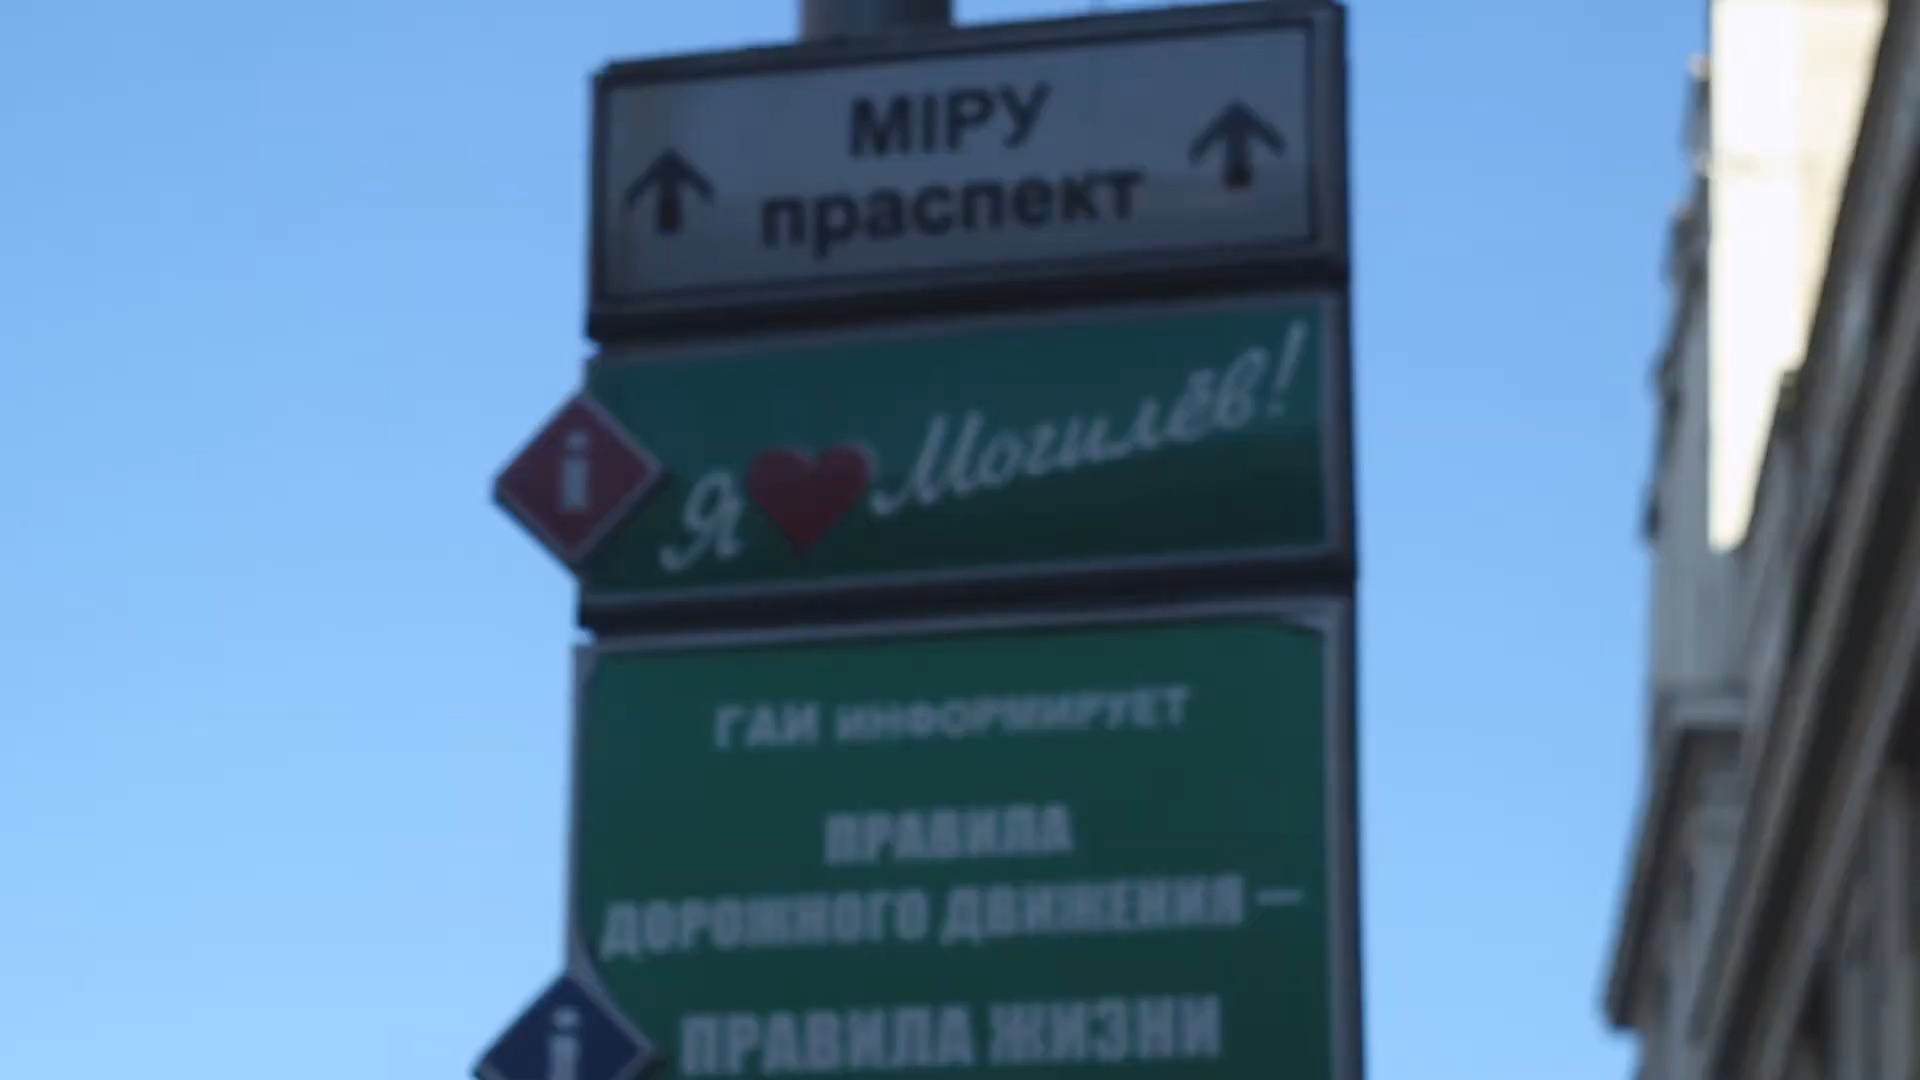 МІРУ
праспект
Я ❤ Могилёв!
i
ГАИ ИНФОРМИРУЕТ
ПРАВИЛА
ДОРОЖНОГО ДВИЖЕНИЯ —
ПРАВИЛА ЖИЗНИ
i